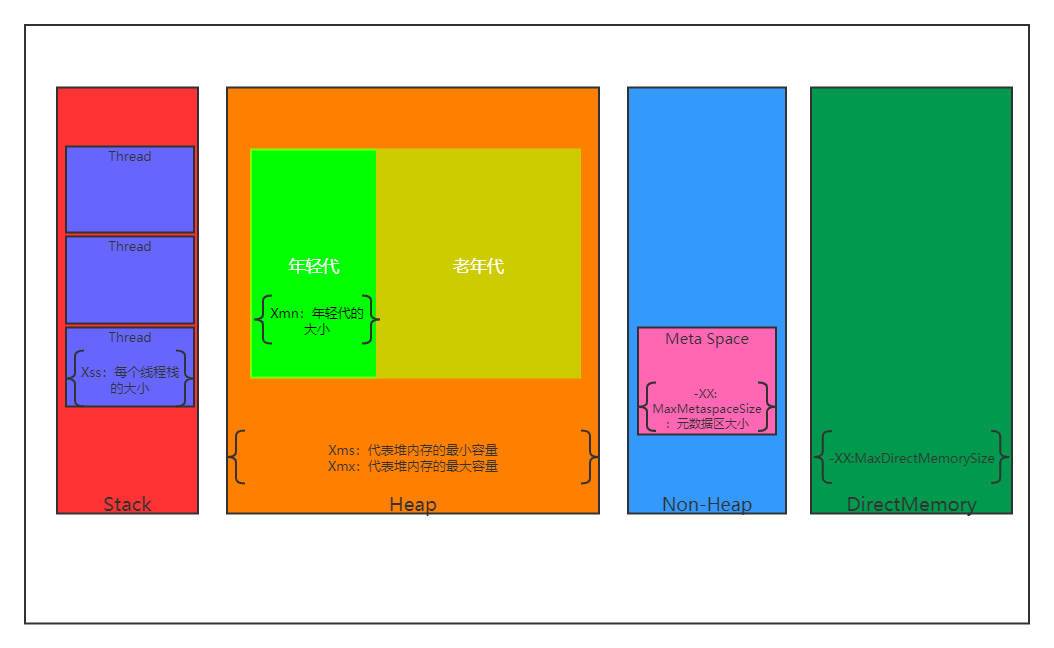 Thread
Thread
Thread
Xss：每个线程栈
的大小
Stack
年轻代
Xmn：年轻代的
大小
老年代
Xms：代表堆内存的最小容量
Xmx：代表堆内存的最大容量
Heap
Meta Space
-XX:
MaxMetaspaceSize
：元数据区大小
Non-Heap
-XX:MaxDirectMemorySize
DirectMemory